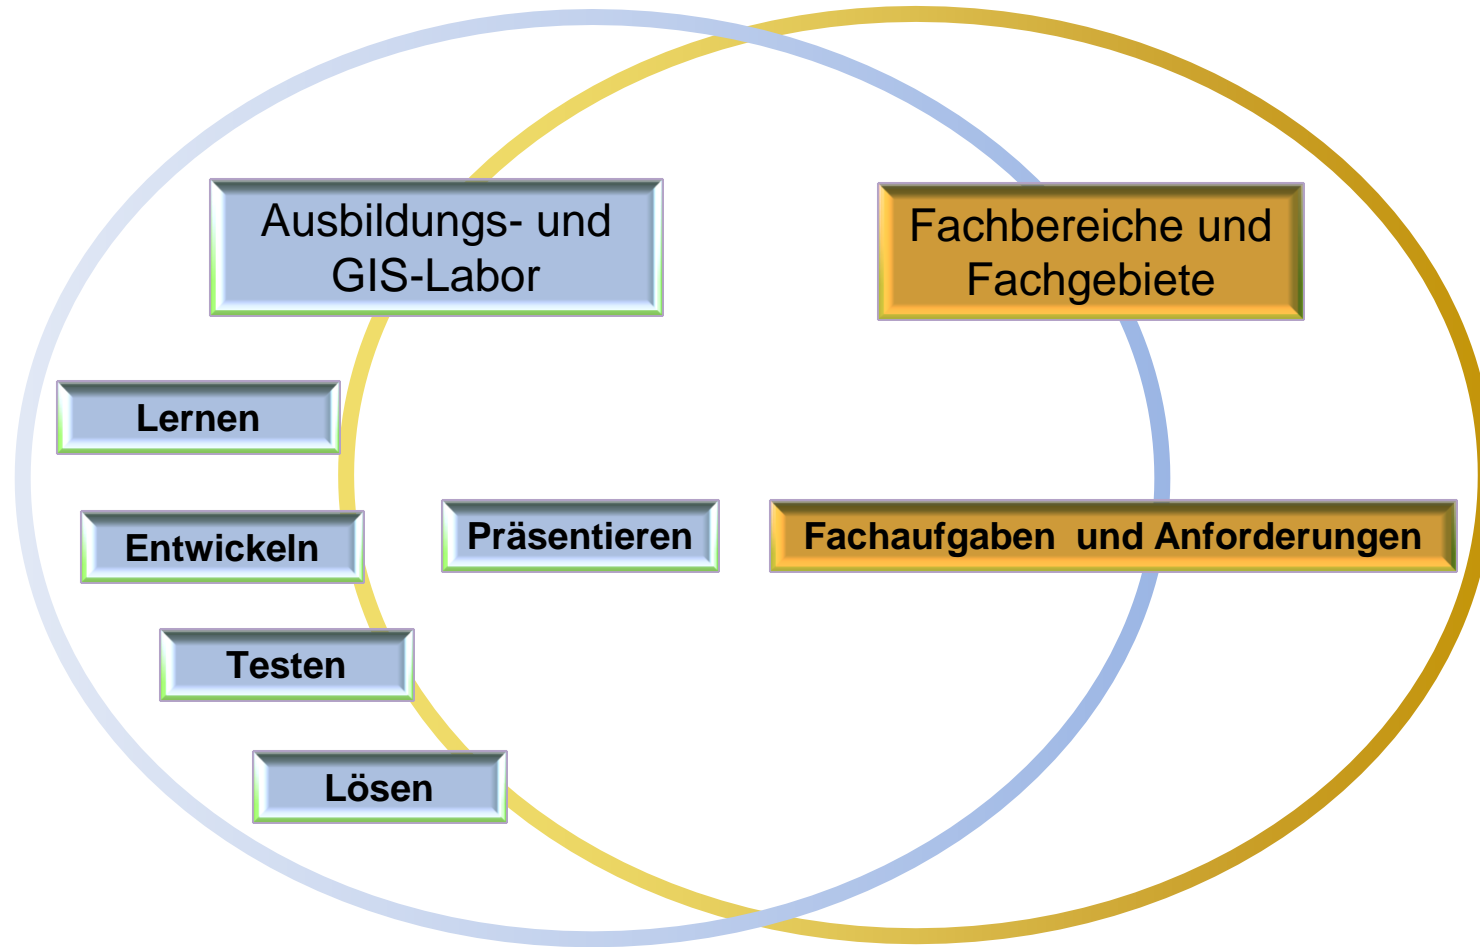 Ausbildungs- und
GIS-Labor
Fachbereiche und
Fachgebiete
Lernen
Entwickeln
Präsentieren
Fachaufgaben und Anforderungen
Testen
Lösen